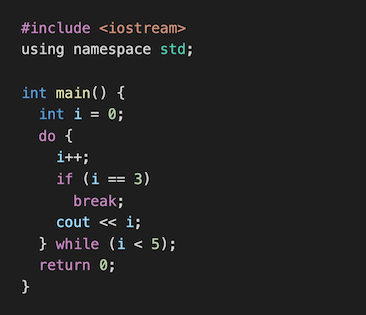 #include <iostream>
using namespace std;

int main() {
  int i = 0;
  do {
    i++;
    if (i == 3)
      break;
    cout << i;
  } while (i < 5);
  return 0;
}